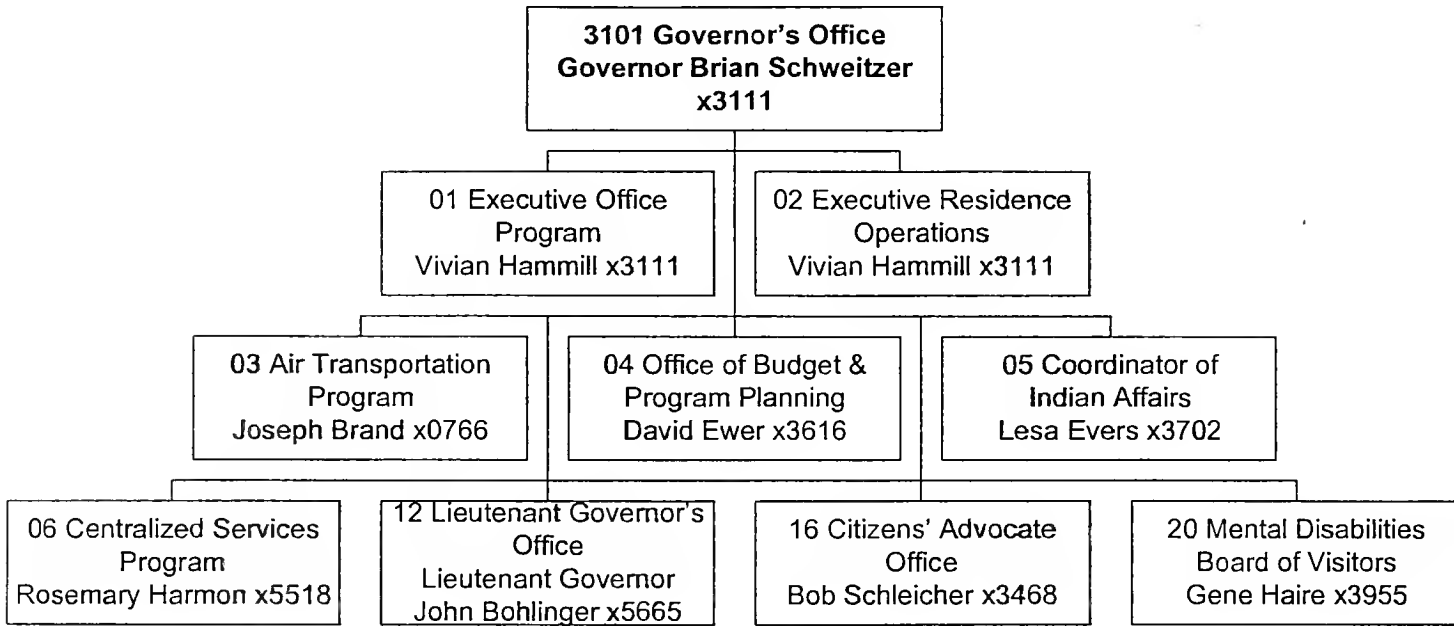 3101 Governor's Office
Governor Brian Schweitzer
x3111
01 Executive Office
Program
Vivian Hammill x3111
02 Executive Residence
Operations
Vivian Hammill x3111
03 Air Transportation
Program
Joseph Brand x0766
04 Office of Budget &
Program Planning
David Ewer x3616
05 Coordinator of
Indian Affairs
Lesa Evers x3702
06 Centralized Services
Program
Rosemary Harmon x5518
12 Lieutenant Governor's
Office
Lieutenant Governor
John Bohlinger x5665
16 Citizens' Advocate
Office
Bob Schleicher x3468
20 Mental Disabilities
Board of Visitors
Gene Haire x3955